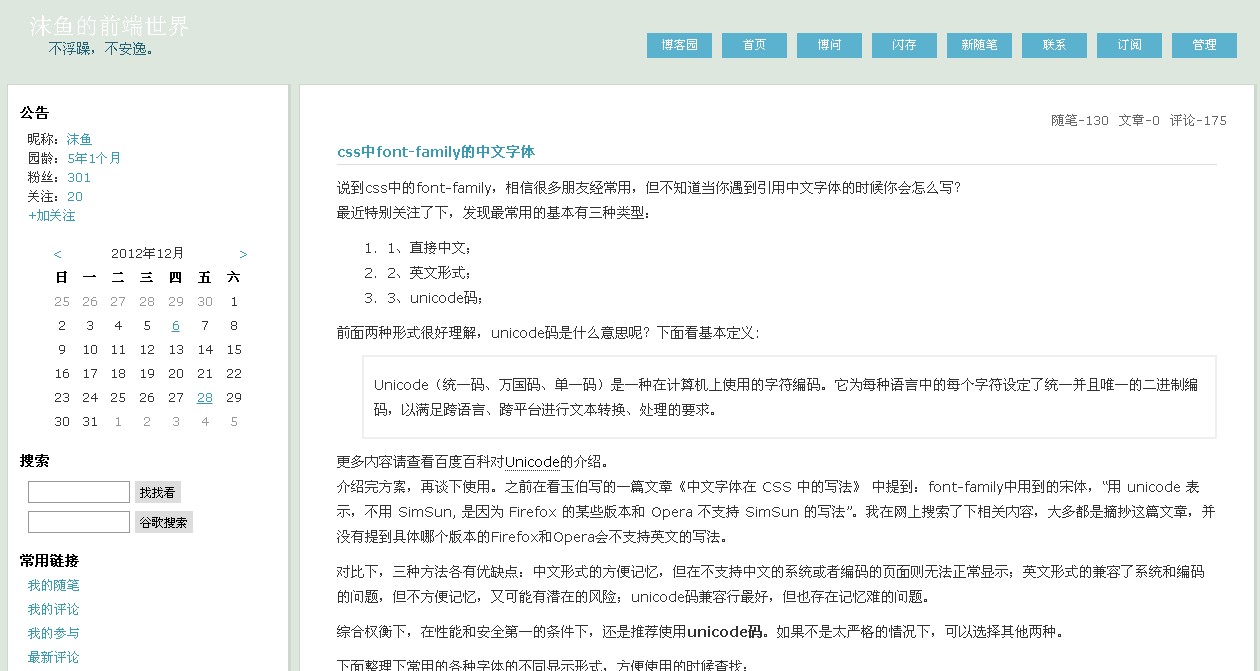 沫鱼的前端世界
不浮躁，不安逸。
博客园 首页 博问 闪存 新随笔 联系 订阅 管理
公告
昵称：沫鱼
园龄：5年1个月
粉丝：301
关注：20
+加关注
< 2012年12月 >
日 一 二 三 四 五 六
25 26 27 28 29 30 1
2 3 4 5 6 7 8
9 10 11 12 13 14 15
16 17 18 19 20 21 22
23 24 25 26 27 28 29
30 31 1 2 3 4 5
搜索
找找看
谷歌搜索
常用链接
我的随笔
我的评论
我的参与
最新评论
随笔-130 文章-0 评论-175
css中font-family的中文字体
说到css中的font-family，相信很多朋友经常用，但不知道当你遇到引用中文字体的时候你会怎么写？
最近特别关注了下，发现最常用的基本有三种类型：
1. 1、直接中文；
2. 2、英文形式；
3. 3、unicode码；
前面两种形式很好理解，unicode码是什么意思呢？下面看基本定义：
Unicode（统一码、万国码、单一码）是一种在计算机上使用的字符编码。它为每种语言中的每个字符设定了统一并且唯一的二进制编
码，以满足跨语言、跨平台进行文本转换、处理的要求。
更多内容请查看百度百科对Unicode的介绍。
介绍完方案，再谈下使用。之前在看玉伯写的一篇文章《中文字体在 CSS 中的写法》 中提到：font-family中用到的宋体，“用 unicode 表
示，不用 SimSun, 是因为 Firefox 的某些版本和 Opera 不支持 SimSun 的写法”。我在网上搜索了下相关内容，大多都是摘抄这篇文章，并
没有提到具体哪个版本的Firefox和Opera会不支持英文的写法。
对比下，三种方法各有优缺点：中文形式的方便记忆，但在不支持中文的系统或者编码的页面则无法正常显示；英文形式的兼容了系统和编码
的问题，但不方便记忆，又可能有潜在的风险；unicode码兼容行最好，但也存在记忆难的问题。
综合权衡下，在性能和安全第一的条件下，还是推荐使用unicode码。如果不是太严格的情况下，可以选择其他两种。
下面整理下常用的各种字体的不同显示形式，方便使用的时候查找：